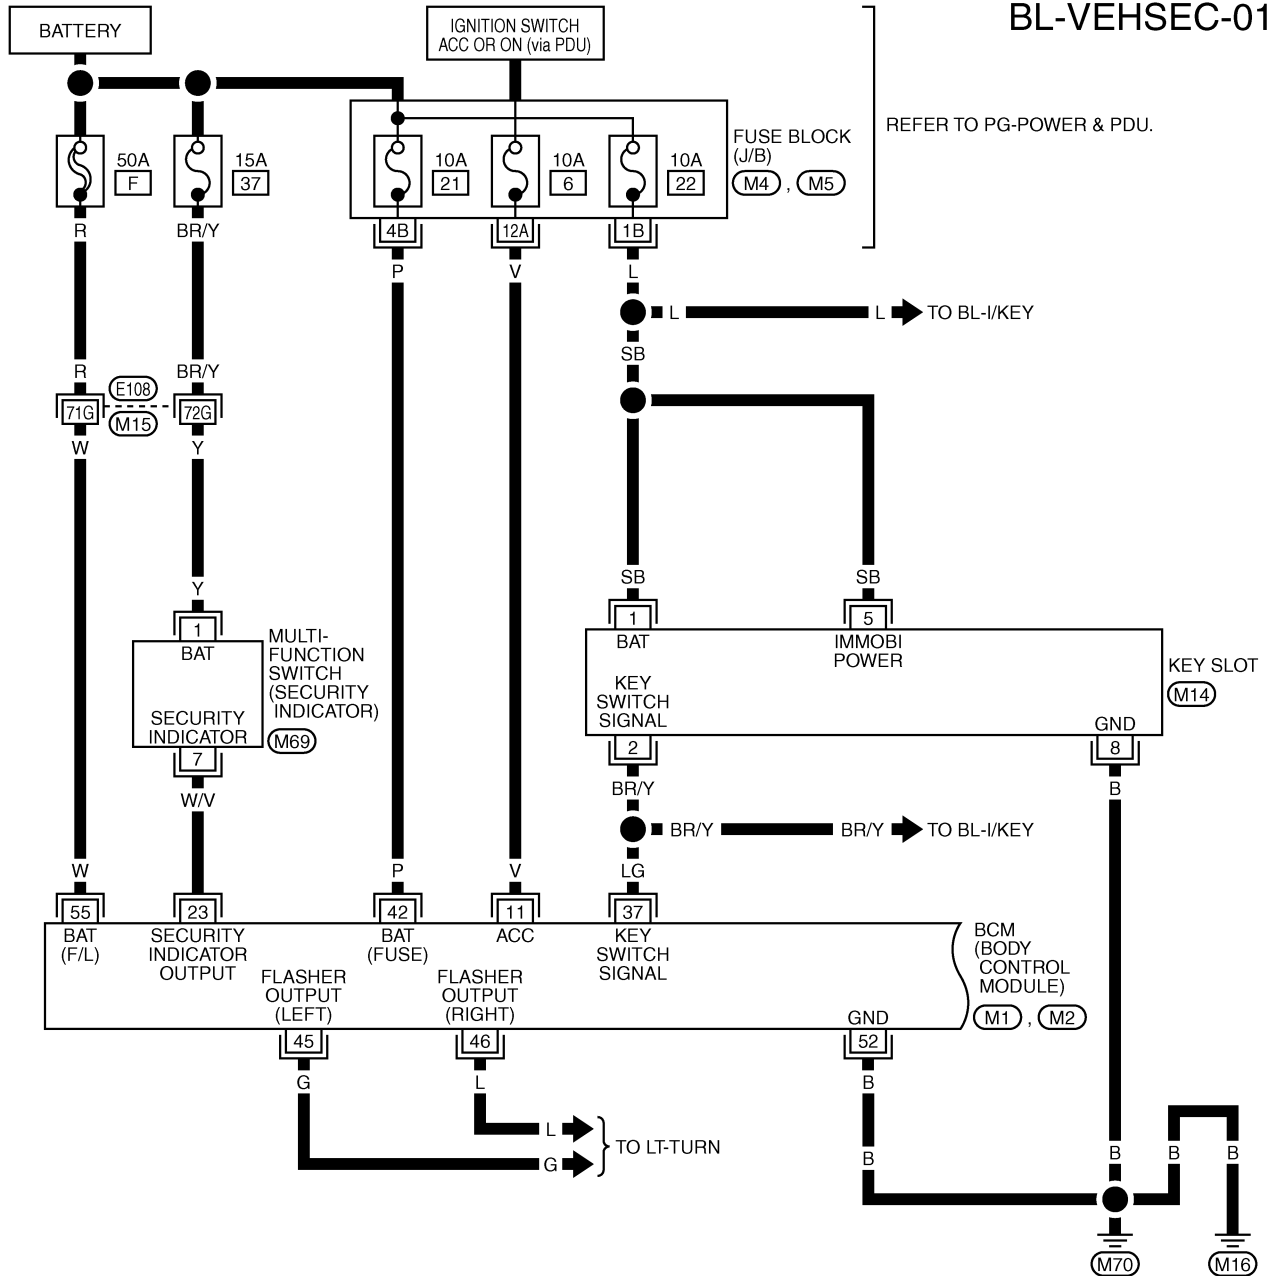 BL-VEHSEC-01
BATTERY
IGNITION SWITCH
ACC OR ON (via PDU)
REFER TO PG-POWER & PDU.
50A
F
15A
37
10A
21
10A
6
10A
22
FUSE BLOCK
(J/B)
M4 , M5
R
BR/Y
4B
12A
1B
P
V
L
L
L
TO BL-I/KEY
SB
R
BR/Y
E108
71G
72G
M15
W
Y
Y
SB
SB
1
1
5
BAT
MULTI-
FUNCTION
SWITCH
(SECURITY
INDICATOR)
M69
SECURITY
INDICATOR
7
W/V
BAT
IMMOBI
POWER
KEY
SWITCH
SIGNAL
GND
KEY SLOT
M14
2
8
BR/Y
B
BR/Y
BR/Y
TO BL-I/KEY
W
P
V
LG
55
23
42
11
37
BAT
(F/L)
SECURITY
INDICATOR
OUTPUT
BAT
(FUSE)
ACC
KEY
SWITCH
SIGNAL
BCM
(BODY
CONTROL
MODULE)
M1 , M2
FLASHER
OUTPUT
(LEFT)
FLASHER
OUTPUT
(RIGHT)
GND
45
46
52
G
L
B
L
G
TO LT-TURN
B
B
B
B
M70
M16